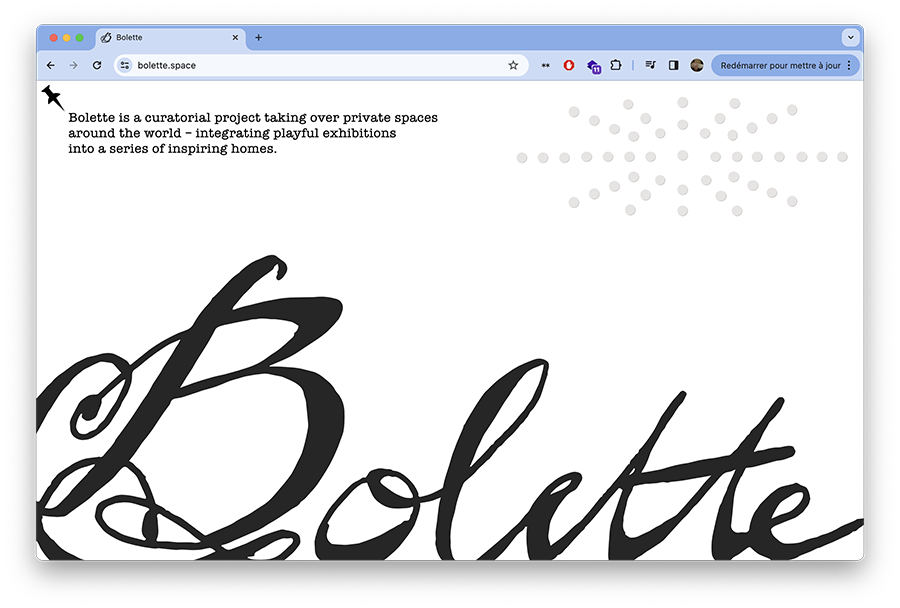 Bolette
bolette.space
11
Redémarrer pour mettre à jour
Bolette is a curatorial project taking over private spaces
around the world – integrating playful exhibitions
into a series of inspiring homes.
Bolette